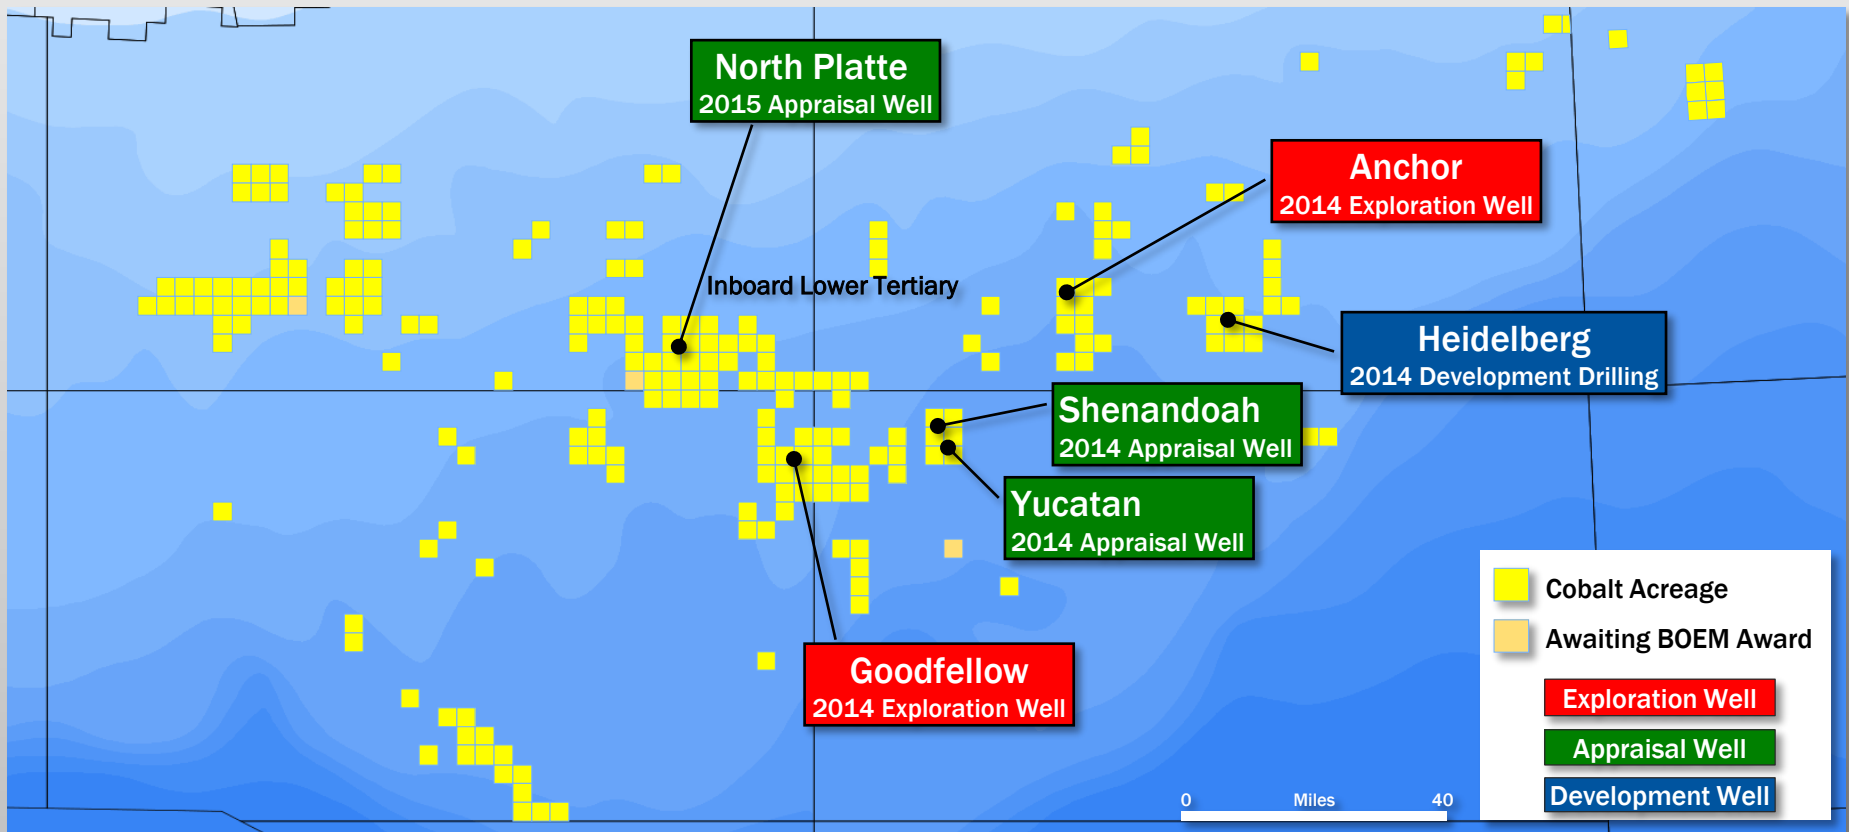 North Platte
2015 Appraisal Well
Anchor
2014 Exploration Well
Inboard Lower Tertiary
Heidelberg
2014 Development Drilling
Shenandoah
2014 Appraisal Well
Yucatan
2014 Appraisal Well
Goodfellow
2014 Exploration Well
Cobalt Acreage
Awaiting BOEM Award
Exploration Well
Appraisal Well
Development Well
0 Miles 40